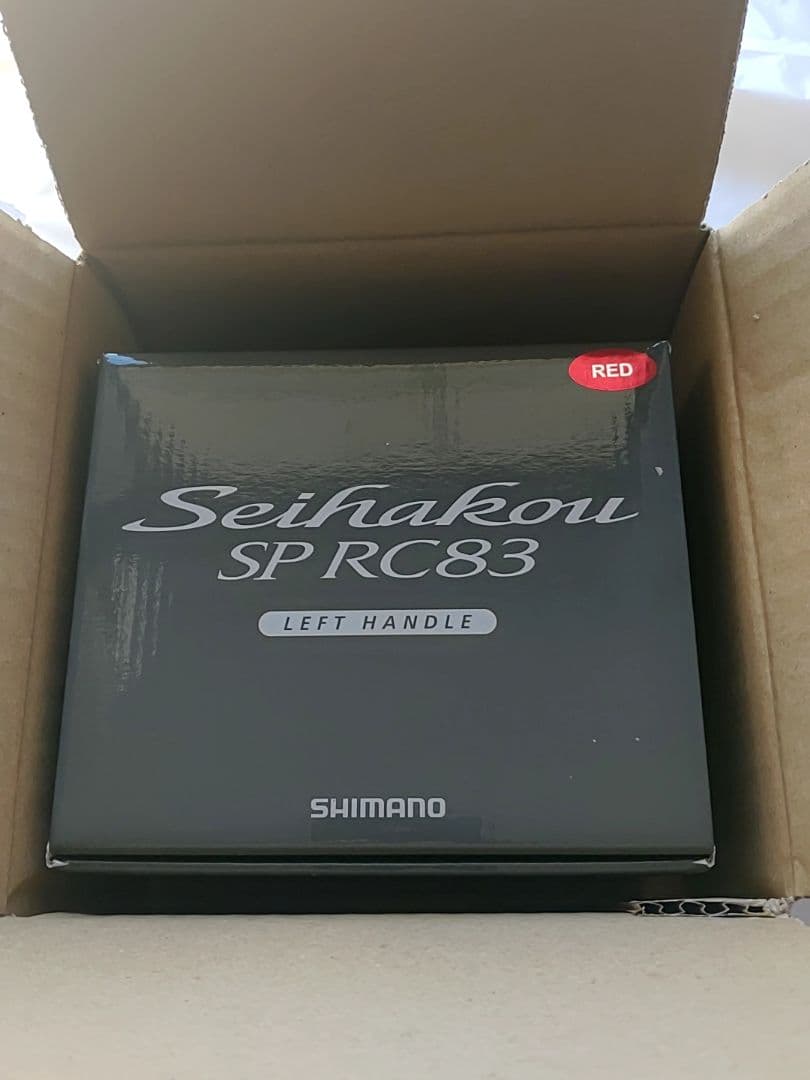 RED
Seihakou
SP RC83
LEFT HANDLE
SHIMANO